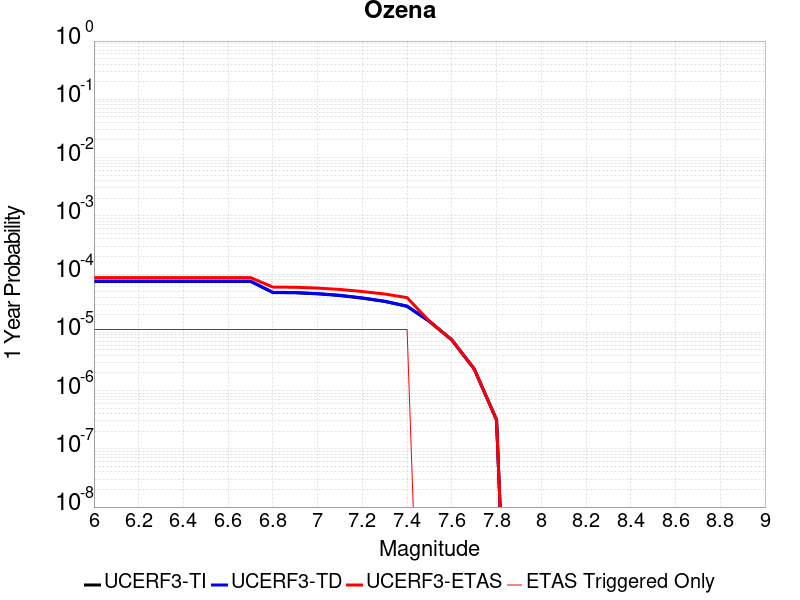 Ozena
1 Year Probability
10^0
10^-1
10^-2
10^-3
10^-4
10^-5
10^-6
10^-7
10^-8
6 6.2 6.4 6.6 6.8 7 7.2 7.4 7.6 7.8 8 8.2 8.4 8.6 8.8 9
Magnitude
UCERF3-TI UCERF3-TD UCERF3-ETAS ETAS Triggered Only